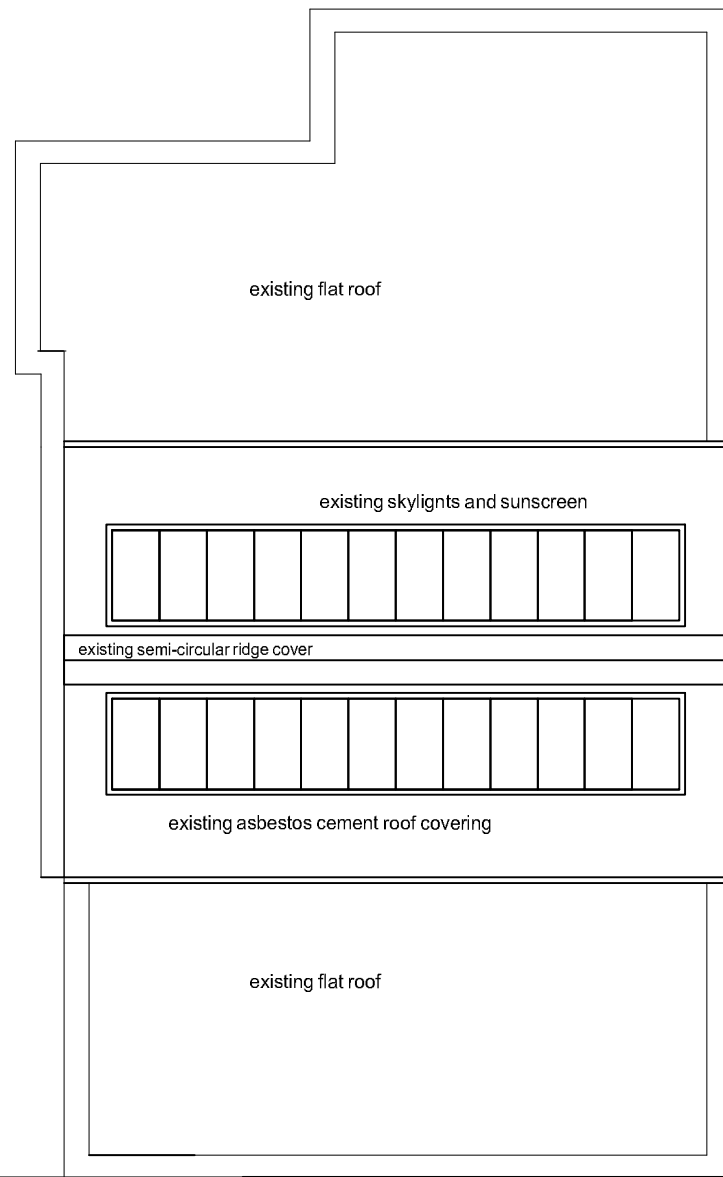 existing flat roof
existing skylignts and sunscreen
existing semi-circular ridge cover
existing asbestos cement roof covering
existing flat roof